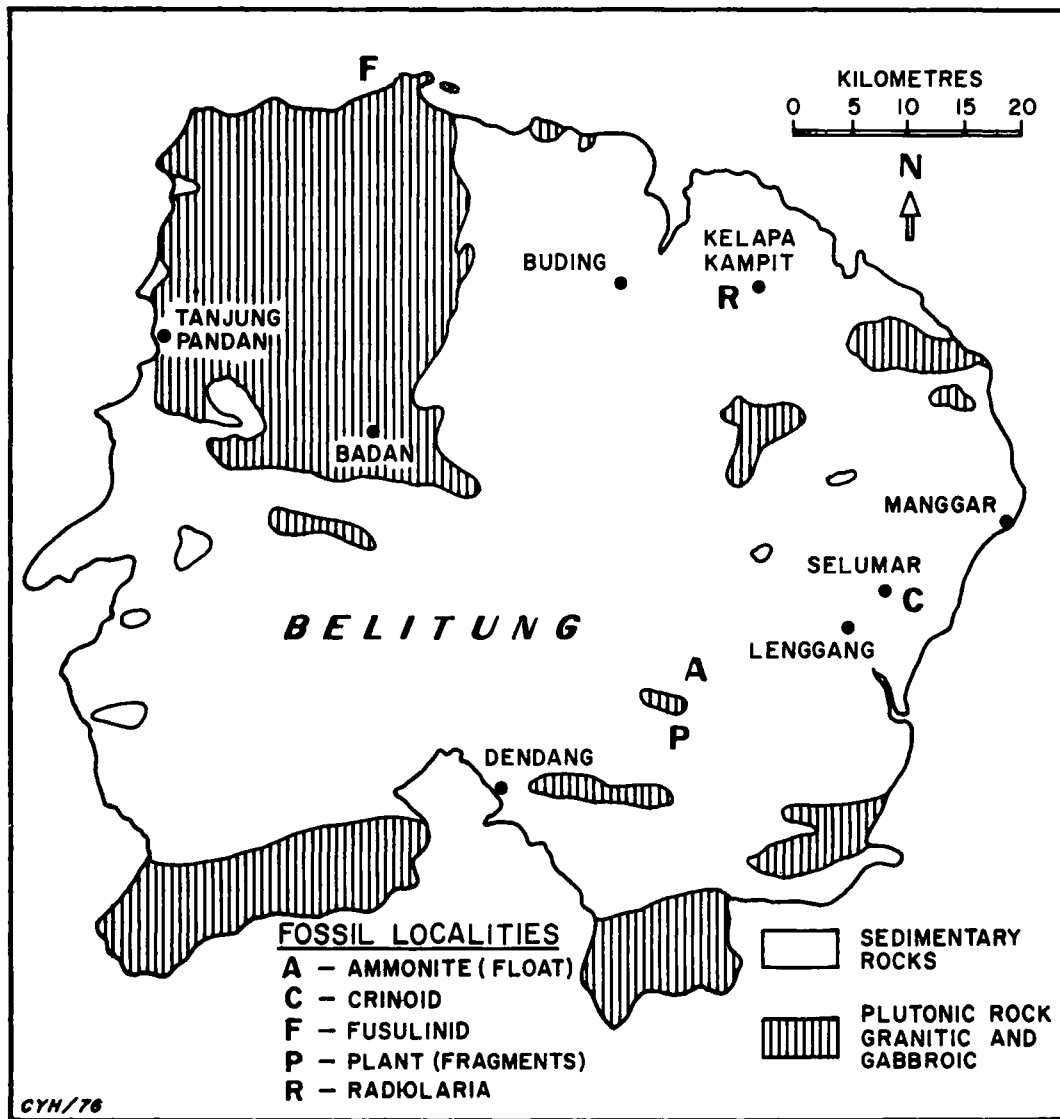 F
KILOMETRES
0 5 10 15 20
N
KELAPA
KAMPIT
BUDING
R
TANJUNG
PANDAN
BADAN
MANGGAR
SELUMAR
C
BELITUNG
LENGGANG
A
P
DENDANG
FOSSIL LOCALITIES
A – AMMONITE (FLOAT)
C – CRINOID
F – FUSULINID
P – PLANT (FRAGMENTS)
R – RADIOLARIA
SEDIMENTARY
ROCKS
PLUTONIC ROCK
GRANITIC AND
GABBROIC
CYH/76